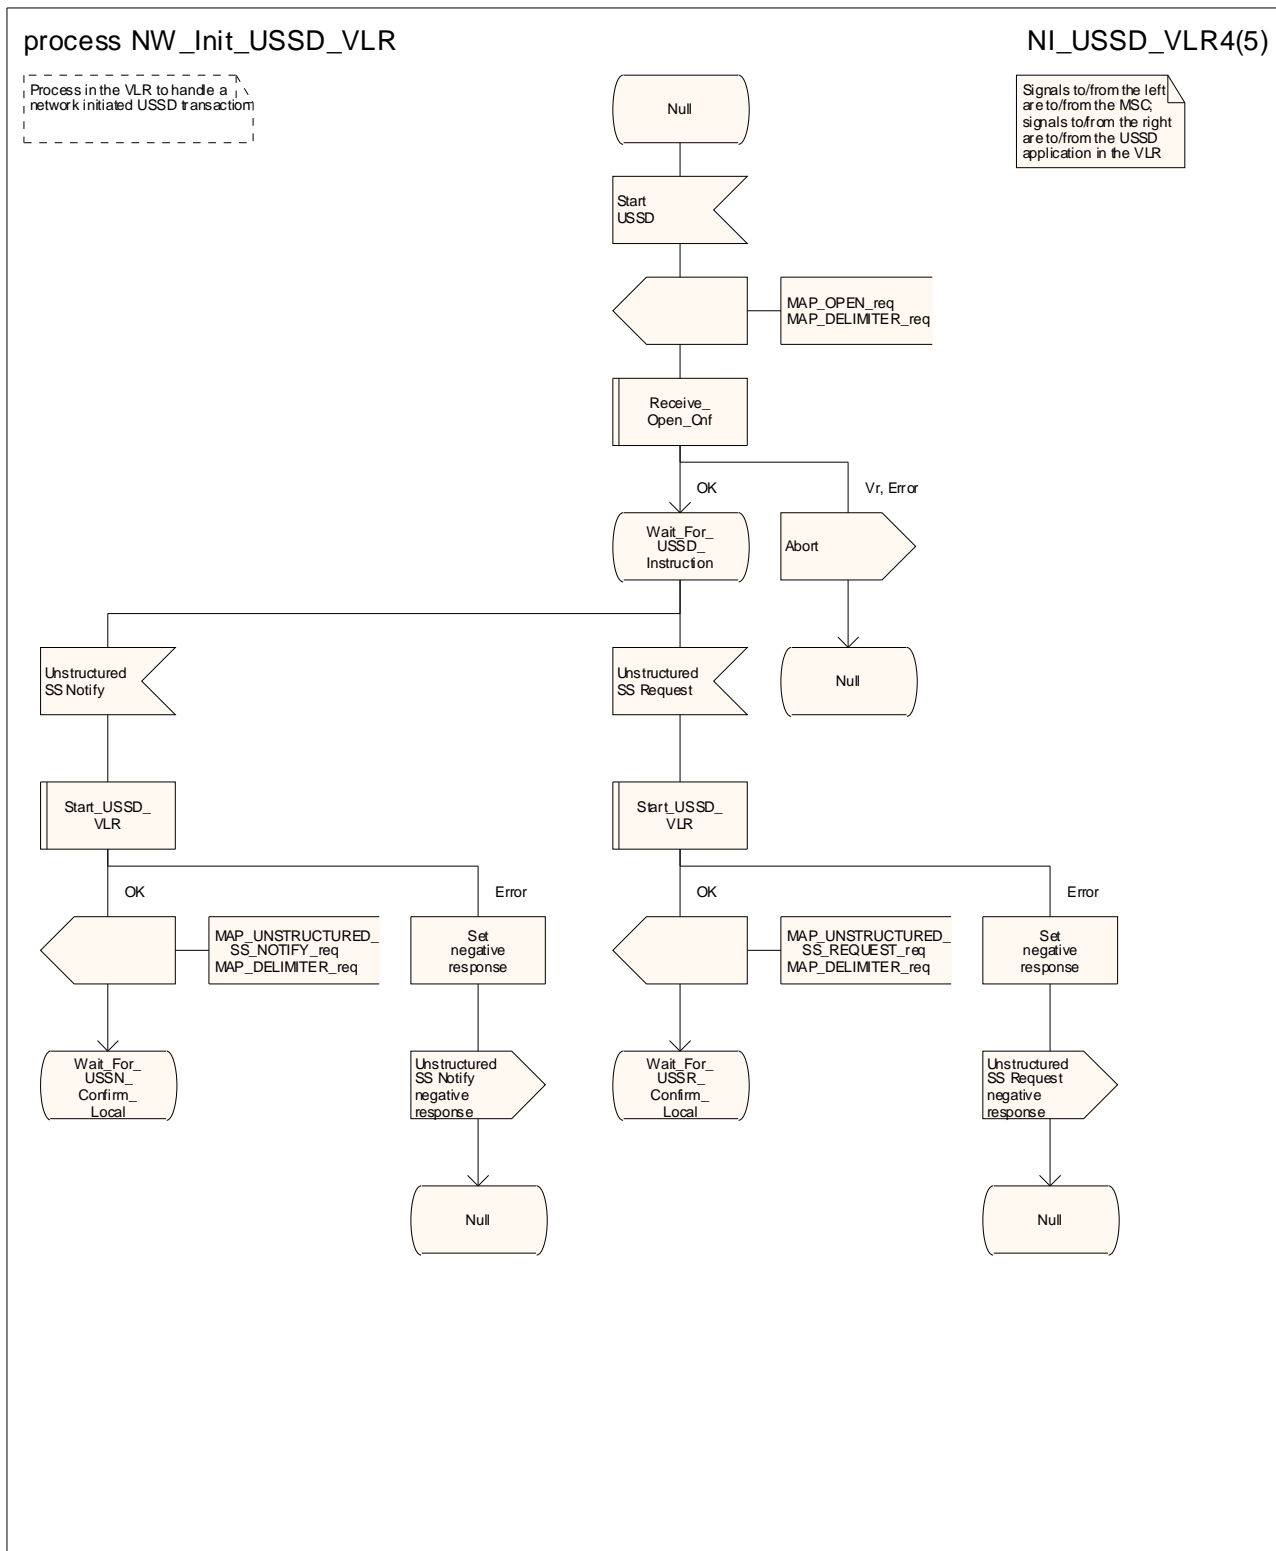 process NW_Init_USSD_VLR
NI_USSD_VLR4(5)
Process in the VLR to handle a
network initiated USSD transaction
Signals to/from the left
are to/from the MSC;
signals to/from the right
are to/from the USSD
application in the VLR
Null
Start
USSD
MAP_OPEN_req
MAP_DELIMITER_req
Receive_
Open_Cnf
OK
Vr, Error
Wait_For_
USSD_
Instruction
Abort
Unstructured
SS Notify
Unstructured
SS Request
Null
Start_USSD_
VLR
Start_USSD_
VLR
OK
Error
OK
Error
MAP_UNSTRUCTURED_
SS_NOTIFY_req
MAP_DELIMITER_req
Set
negative
response
MAP_UNSTRUCTURED_
SS_REQUEST_req
MAP_DELIMITER_req
Set
negative
response
Wait_For_
USSN_
Confirm_
Local
Unstructured
SS Notify
negative
response
Wait_For_
USSR_
Confirm_
Local
Unstructured
SS Request
negative
response
Null
Null